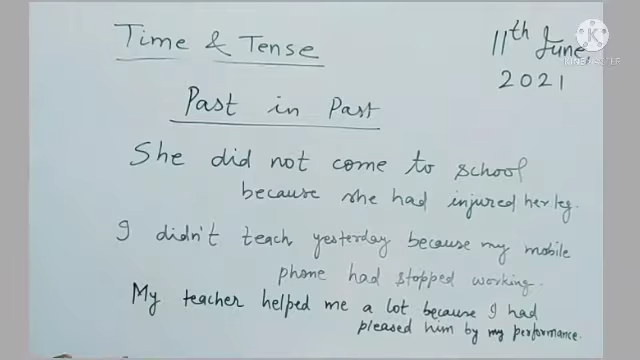 Time & Tense
11th June,
2021
KINEMASTER
Past in Past
She did not come to school
because she had injured her leg.
I didn't teach yesterday because my mobile
phone had stopped working.
My teacher helped me a lot because I had
pleased him by my performance.